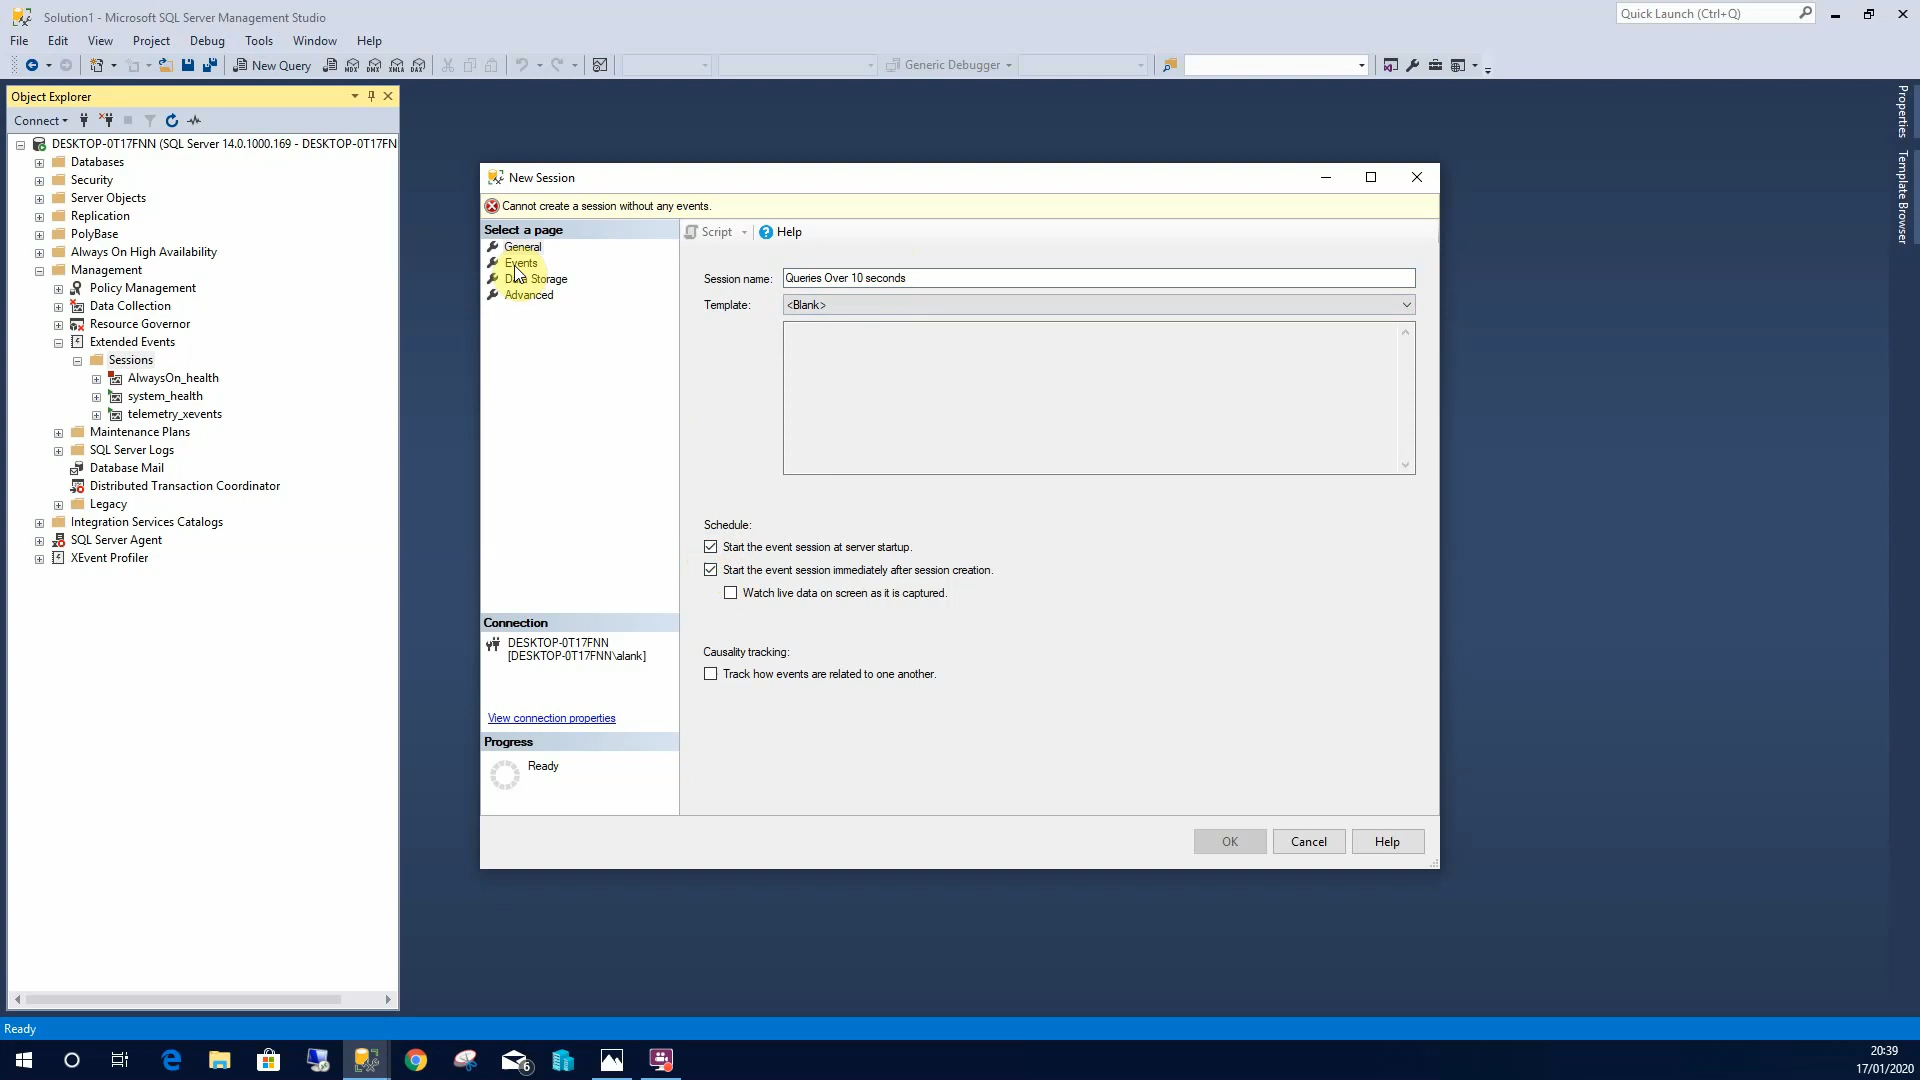 Solution1 - Microsoft SQL Server Management Studio
Quick Launch (Ctrl+Q)
File Edit View Project Debug Tools Window Help
New Query
MDX DMX XMLA DAX
Generic Debugger
Object Explorer
Connect
DESKTOP-0T17FNN (SQL Server 14.0.1000.169 - DESKTOP-0T17FN
Databases
Security
Server Objects
Replication
PolyBase
Always On High Availability
Management
Policy Management
Data Collection
Resource Governor
Extended Events
Sessions
AlwaysOn_health
system_health
telemetry_xevents
Maintenance Plans
SQL Server Logs
Database Mail
Distributed Transaction Coordinator
Legacy
Integration Services Catalogs
SQL Server Agent
XEvent Profiler
New Session
Cannot create a session without any events.
Select a page
General
Events
Data Storage
Advanced
Connection
DESKTOP-0T17FNN
[DESKTOP-0T17FNN\alank]
View connection properties
Progress
Ready
Script Help
Session name: Queries Over 10 seconds
Template: <Blank>
Schedule:
Start the event session at server startup.
Start the event session immediately after session creation.
Watch live data on screen as it is captured.
Causality tracking:
Track how events are related to one another.
OK Cancel Help
Properties
Template Browser
Ready
6
20:39
17/01/2020